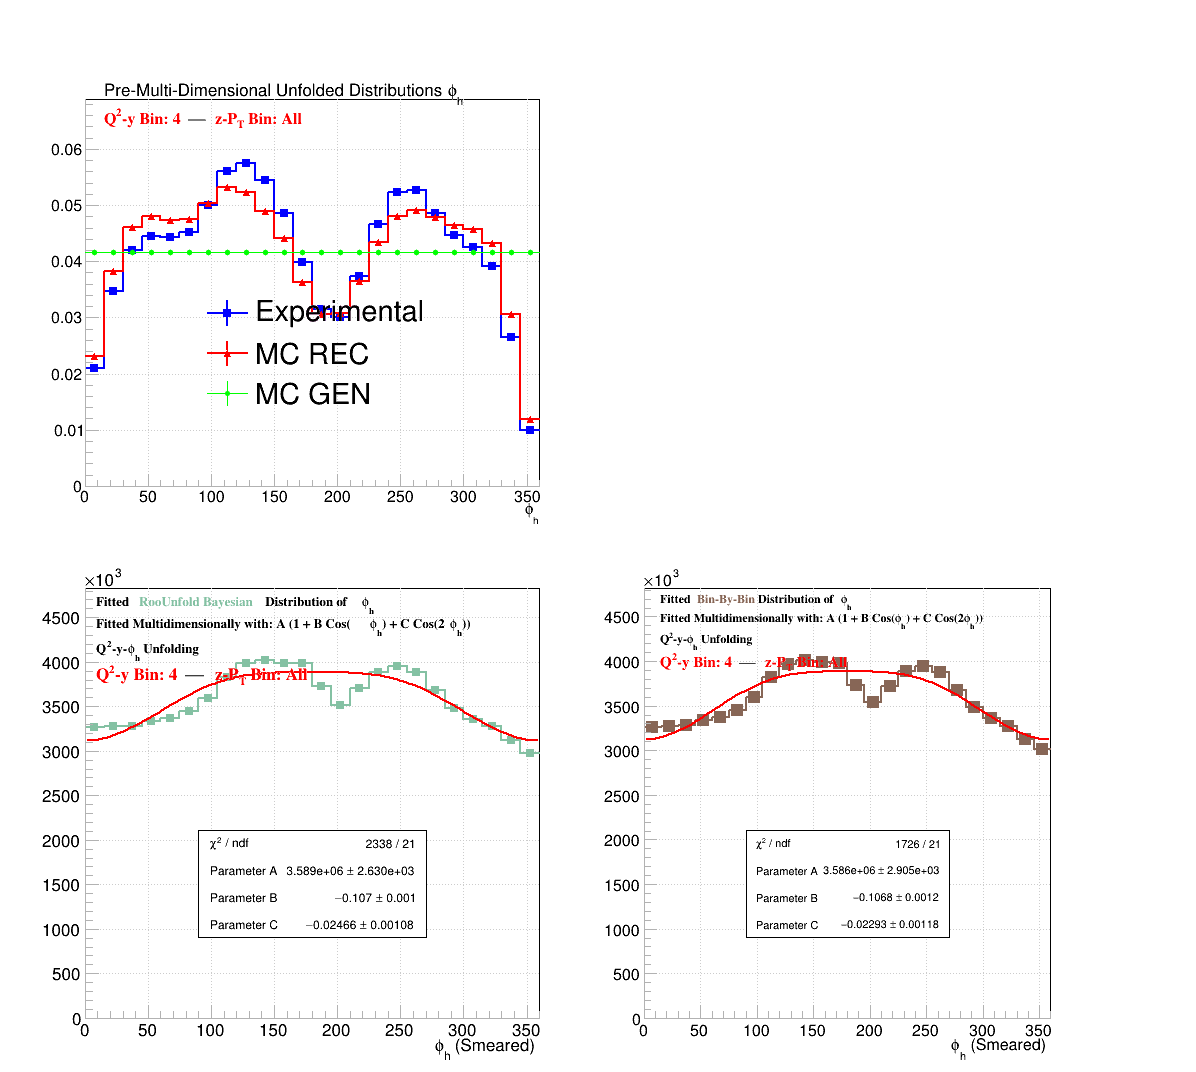 Pre-Multi-Dimensional Unfolded Distributions ϕh
Q²-y Bin: 4 — z-PT Bin: All
0.06
0.05
0.04
0.03
0.02
0.01
0
Experimental
MC REC
MC GEN
0 50 100 150 200 250 300 350
ϕh
×10³
Fitted RooUnfold Bayesian Distribution of ϕh
Fitted Multidimensionally with: A (1 + B Cos( ϕh) + C Cos(2 ϕh))
Q²-y-ϕh Unfolding
Q²-y Bin: 4 — z-PT Bin: All
4500
4000
3500
3000
2500
2000
1500
1000
500
0
χ² / ndf 2338 / 21
Parameter A 3.589e+06 ± 2.630e+03
Parameter B −0.107 ± 0.001
Parameter C −0.02466 ± 0.00108
0 50 100 150 200 250 300 350
ϕh (Smeared)
×10³
Fitted Bin-By-Bin Distribution of ϕh
Fitted Multidimensionally with: A (1 + B Cos(ϕh) + C Cos(2ϕh))
Q²-y-ϕh Unfolding
Q²-y Bin: 4 — z-PT Bin: All
4500
4000
3500
3000
2500
2000
1500
1000
500
0
χ² / ndf 1726 / 21
Parameter A 3.586e+06 ± 2.905e+03
Parameter B −0.1068 ± 0.0012
Parameter C −0.02293 ± 0.00118
0 50 100 150 200 250 300 350
ϕh (Smeared)